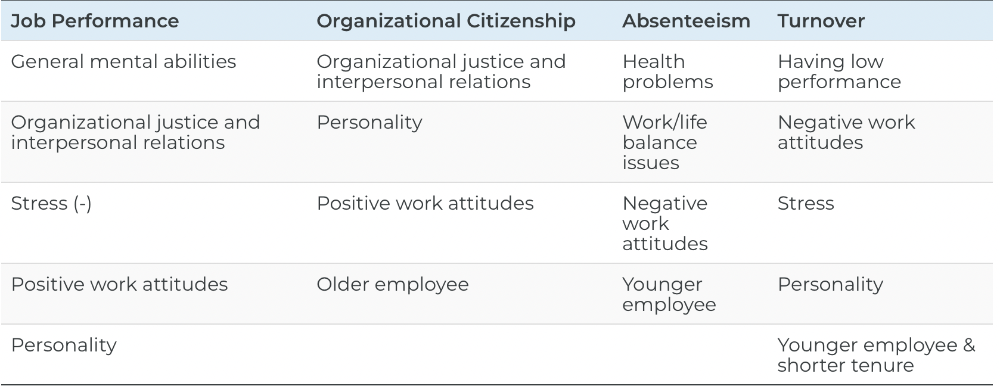 Job Performance Organizational Citizenship Absenteeism Turnover
General mental abilities Organizational justice and Health Having low
interpersonal relations problems performance
Organizational justice and Personality Work/life Negative work
interpersonal relations balance attitudes
issues
Stress (-) Positive work attitudes Negative Stress
work
attitudes
Positive work attitudes Older employee Younger Personality
employee
Personality Younger employee &
shorter tenure